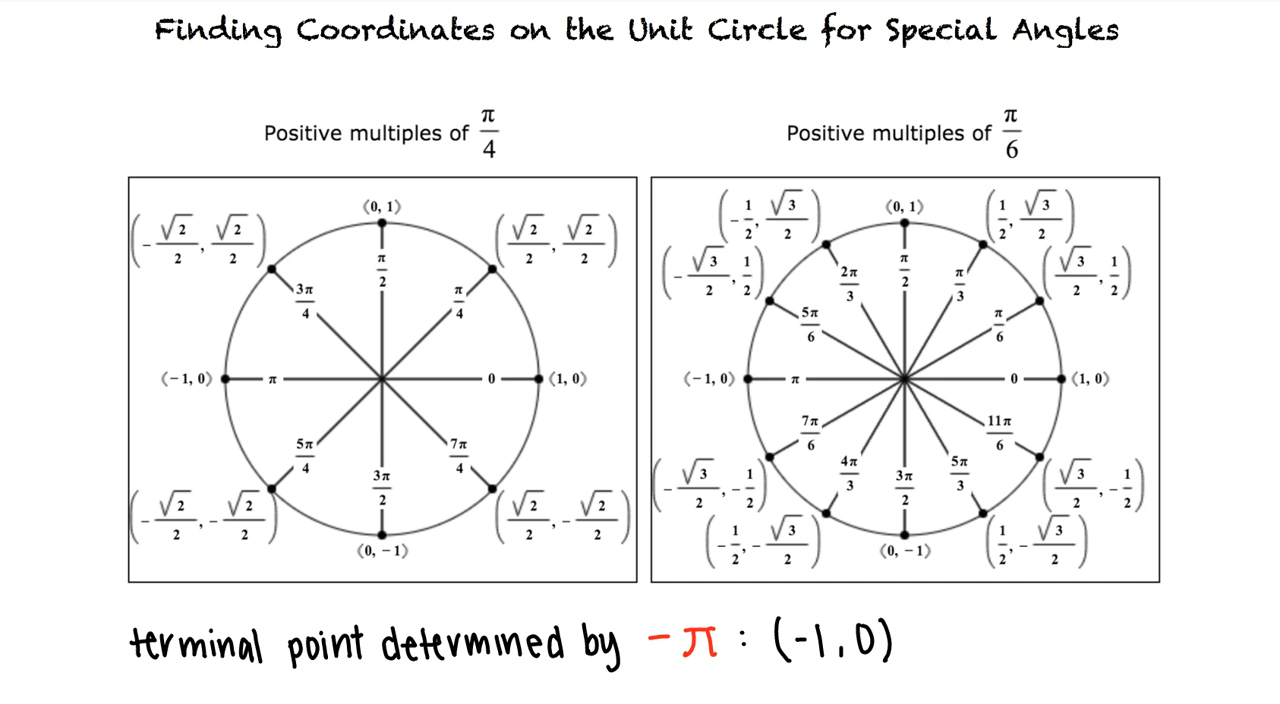 Finding Coordinates on the Unit Circle for Special Angles
Positive multiples of π/4
Positive multiples of π/6
(0, 1)
(-√2/2, √2/2)
(√2/2, √2/2)
π/2
3π/4
π/4
(-1, 0)
π
0
(1, 0)
5π/4
7π/4
3π/2
(-√2/2, -√2/2)
(√2/2, -√2/2)
(0, -1)
(-1/2, √3/2)
(0, 1)
(1/2, √3/2)
(-√3/2, 1/2)
(√3/2, 1/2)
2π/3
π/2
π/3
5π/6
π/6
(-1, 0)
π
0
(1, 0)
7π/6
11π/6
4π/3
3π/2
5π/3
(-√3/2, -1/2)
(√3/2, -1/2)
(-1/2, -√3/2)
(0, -1)
(1/2, -√3/2)
terminal point determined by -π : (-1, 0)